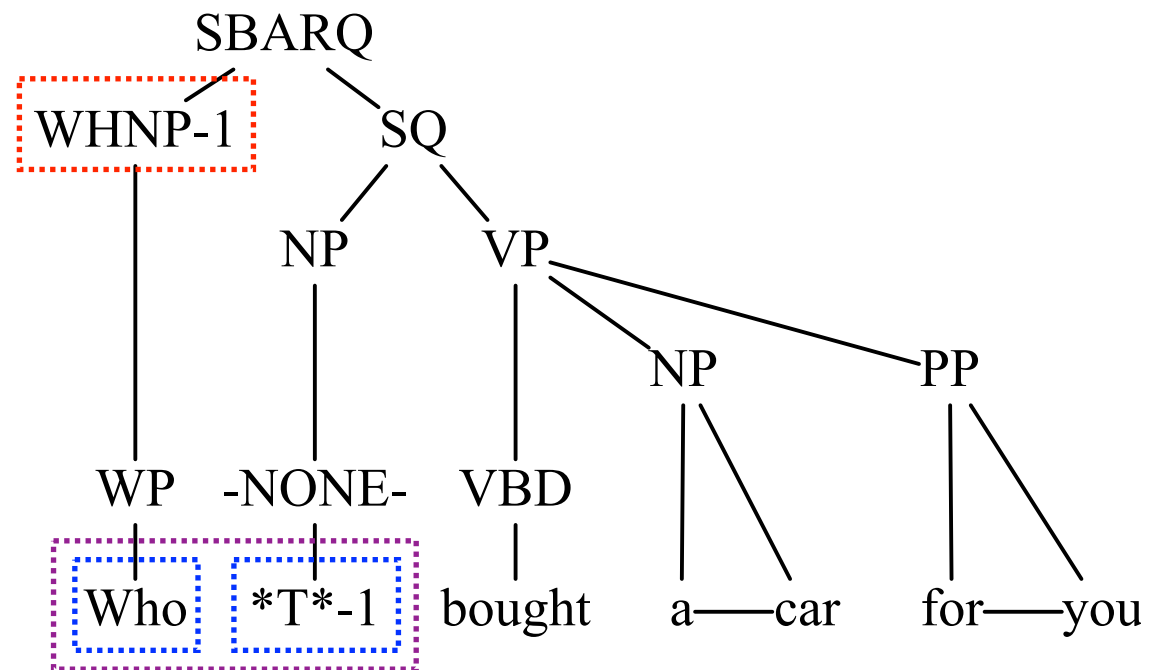 SBARQ
WHNP-1 SQ
NP VP
NP PP
WP -NONE- VBD
Who *T*-1 bought a car for you